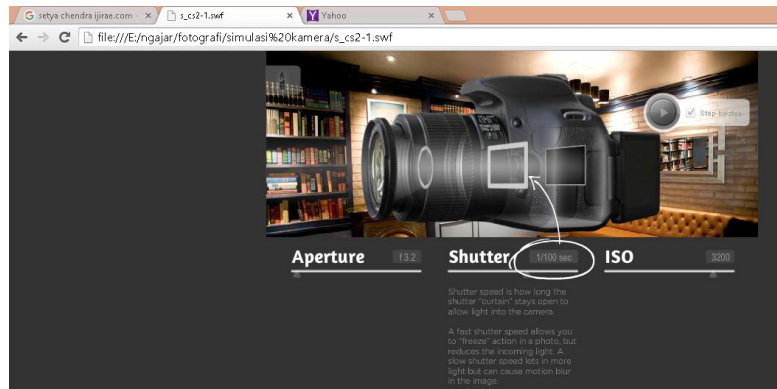 setya chendra ijirae.com -
s_cs2-1.swf
Yahoo
file:///E:/ngajar/fotografi/simulasi%20kamera/s_cs2-1.swf
Step-by-step
Aperture f 3.2
Shutter 1/100 sec
ISO 3200
Shutter speed is how long the
shutter "curtain" stays open to
allow light into the camera.
A fast shutter speed allows you
to "freeze" action in a photo, but
reduces the incoming light. A
slow shutter speed lets in more
light but can cause motion blur
in the image.